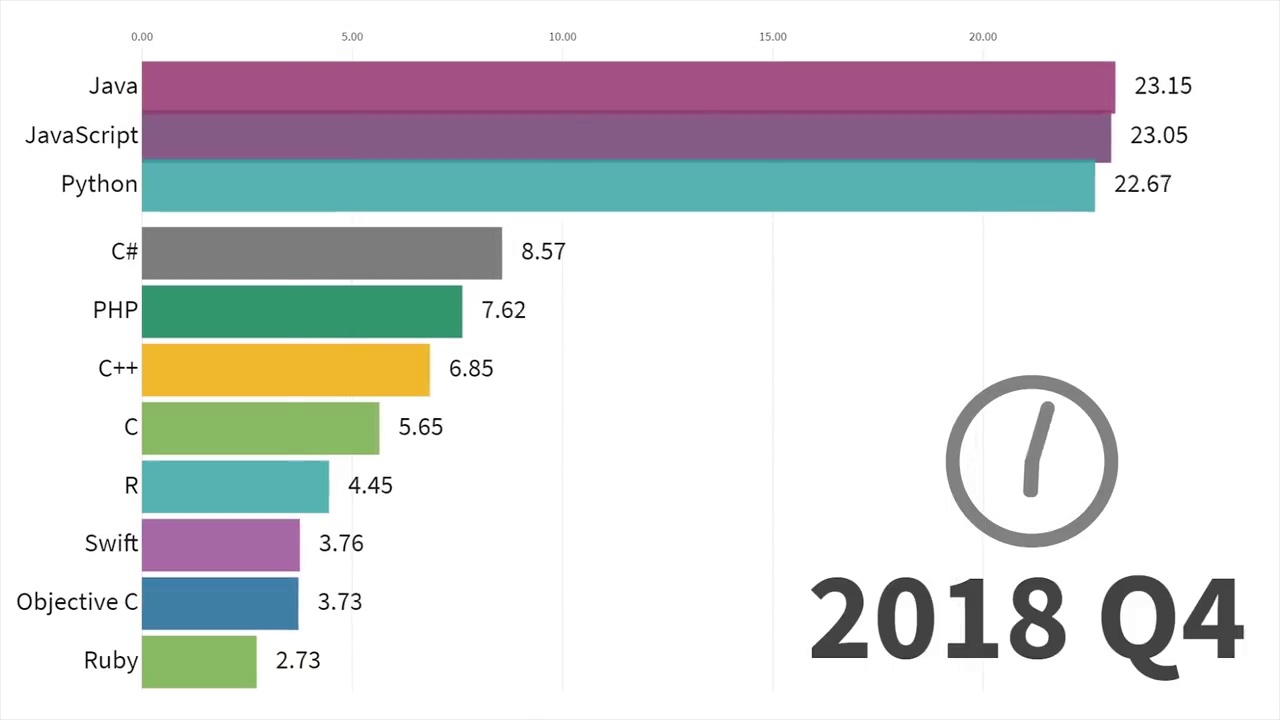 0.00 5.00 10.00 15.00 20.00
Java 23.15
JavaScript 23.05
Python 22.67
C# 8.57
PHP 7.62
C++ 6.85
C 5.65
R 4.45
Swift 3.76
Objective C 3.73
Ruby 2.73
2018 Q4